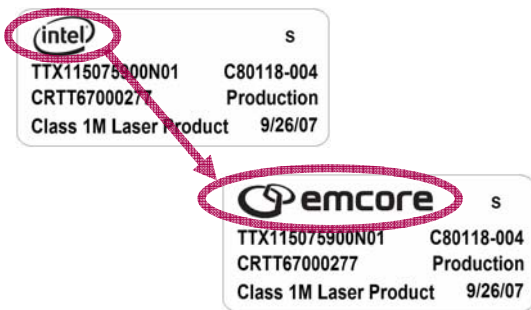 intel S
TTX115075900N01 C80118-004
CRTT67000277 Production
Class 1M Laser Product 9/26/07
emcore S
TTX115075900N01 C80118-004
CRTT67000277 Production
Class 1M Laser Product 9/26/07